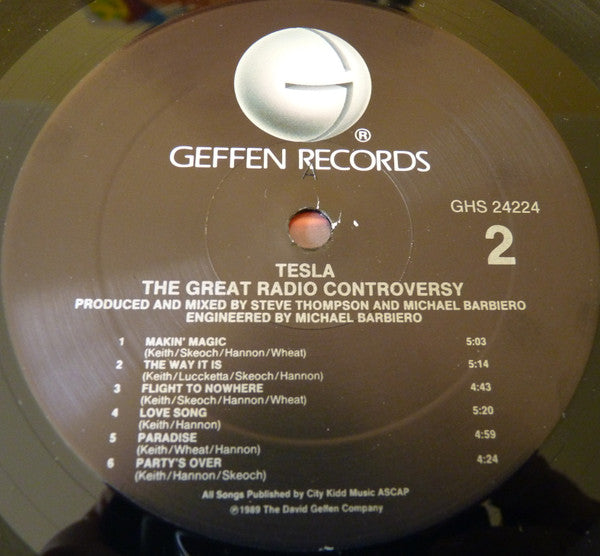 ®
GEFFEN RECORDS
GHS 24224
2
TESLA
THE GREAT RADIO CONTROVERSY
PRODUCED AND MIXED BY STEVE THOMPSON AND MICHAEL BARBIERO
ENGINEERED BY MICHAEL BARBIERO
1 MAKIN' MAGIC 5:03
(Keith/Skeoch/Hannon/Wheat)
2 THE WAY IT IS 5:14
(Keith/Luccketta/Skeoch/Hannon)
3 FLIGHT TO NOWHERE 4:43
(Keith/Skeoch/Hannon/Wheat)
4 LOVE SONG 5:20
(Keith/Hannon)
5 PARADISE 4:59
(Keith/Wheat/Hannon)
6 PARTY'S OVER 4:24
(Keith/Hannon/Skeoch)
All Songs Published by City Kidd Music ASCAP
℗1989 The David Geffen Company